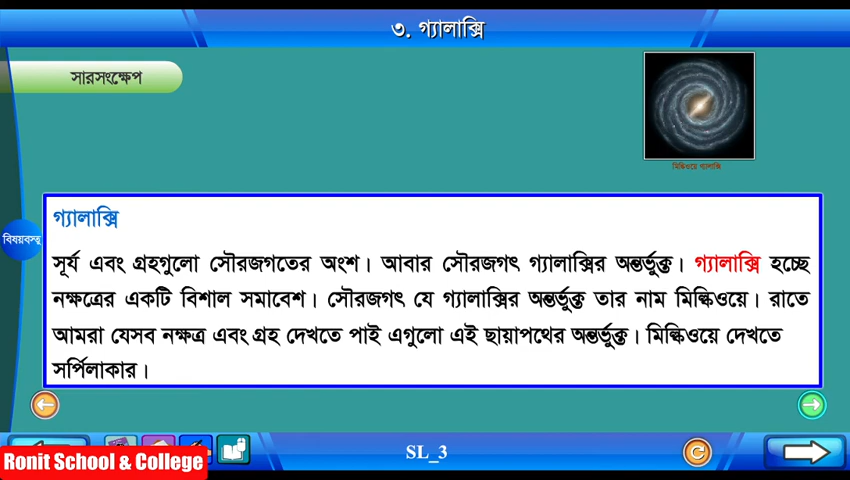 ৩. গ্যালাক্সি
সারসংক্ষেপ
মিল্কিওয়ে গ্যালাক্সি
গ্যালাক্সি
বিষয়বস্তু
সূর্য এবং গ্রহগুলো সৌরজগতের অংশ। আবার সৌরজগৎ গ্যালাক্সির অন্তর্ভুক্ত। গ্যালাক্সি হচ্ছে
নক্ষত্রের একটি বিশাল সমাবেশ। সৌরজগৎ যে গ্যালাক্সির অন্তর্ভুক্ত তার নাম মিল্কিওয়ে। রাতে
আমরা যেসব নক্ষত্র এবং গ্রহ দেখতে পাই এগুলো এই ছায়াপথের অন্তর্ভুক্ত। মিল্কিওয়ে দেখতে
সর্পিলাকার।
SL_3
Ronit School & College